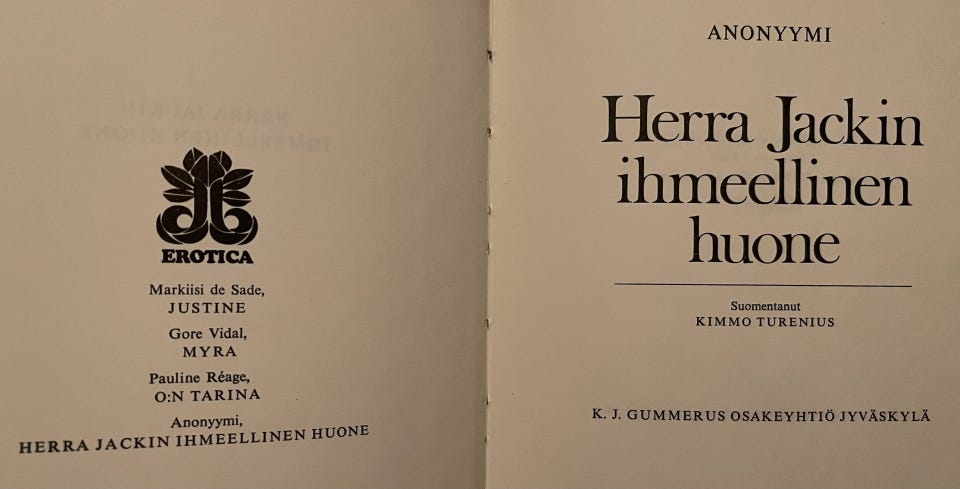 EROTICA
Markiisi de Sade,
JUSTINE
Gore Vidal,
MYRA
Pauline Réage,
O:N TARINA
Anonyymi,
HERRA JACKIN IHMEELLINEN HUONE
ANONYYMI
Herra Jackin
ihmeellinen
huone
Suomentanut
KIMMO TURENIUS
K. J. GUMMERUS OSAKEYHTIÖ JYVÄSKYLÄ